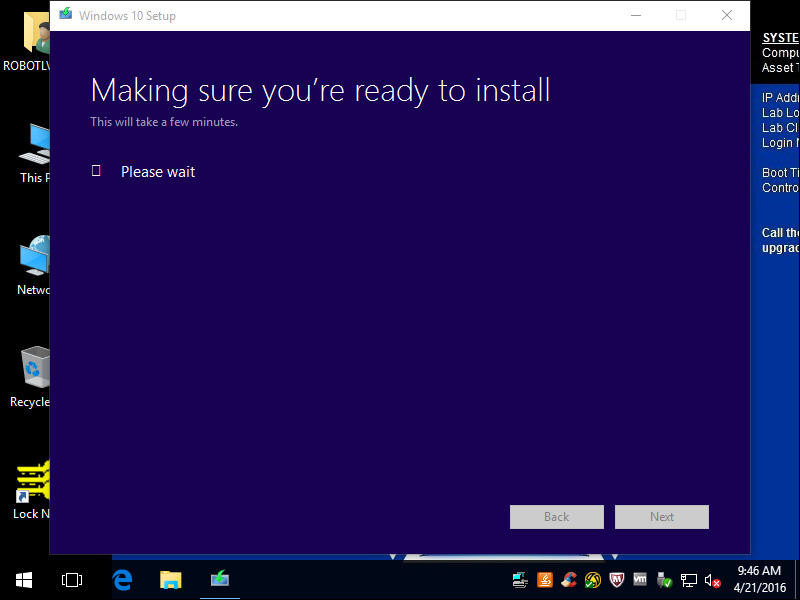 Windows 10 Setup
Making sure you're ready to install
This will take a few minutes.
Please wait
Back
Next
ROBOTLV
This P
Netwo
Recycle
Lock N
SYSTE
Compu
Asset T
IP Addr
Lab Lo
Lab Cl
Login N
Boot Ti
Contro
Call the
upgrad
9:46 AM
4/21/2016